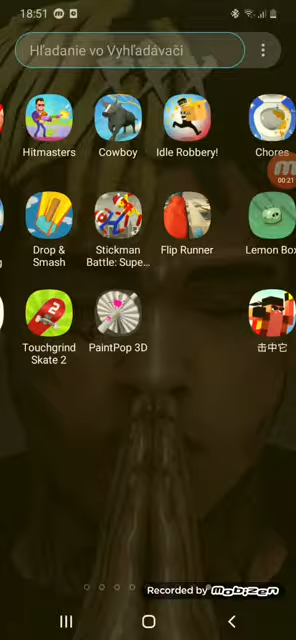 18:51
Hľadanie vo Vyhľadávači
Hitmasters
Cowboy
Idle Robbery!
Chores
00:21
g
Drop &
Smash
Stickman
Battle: Supe...
Flip Runner
Lemon Box
Touchgrind
Skate 2
PaintPop 3D
击中它
Recorded by MOBIZEN